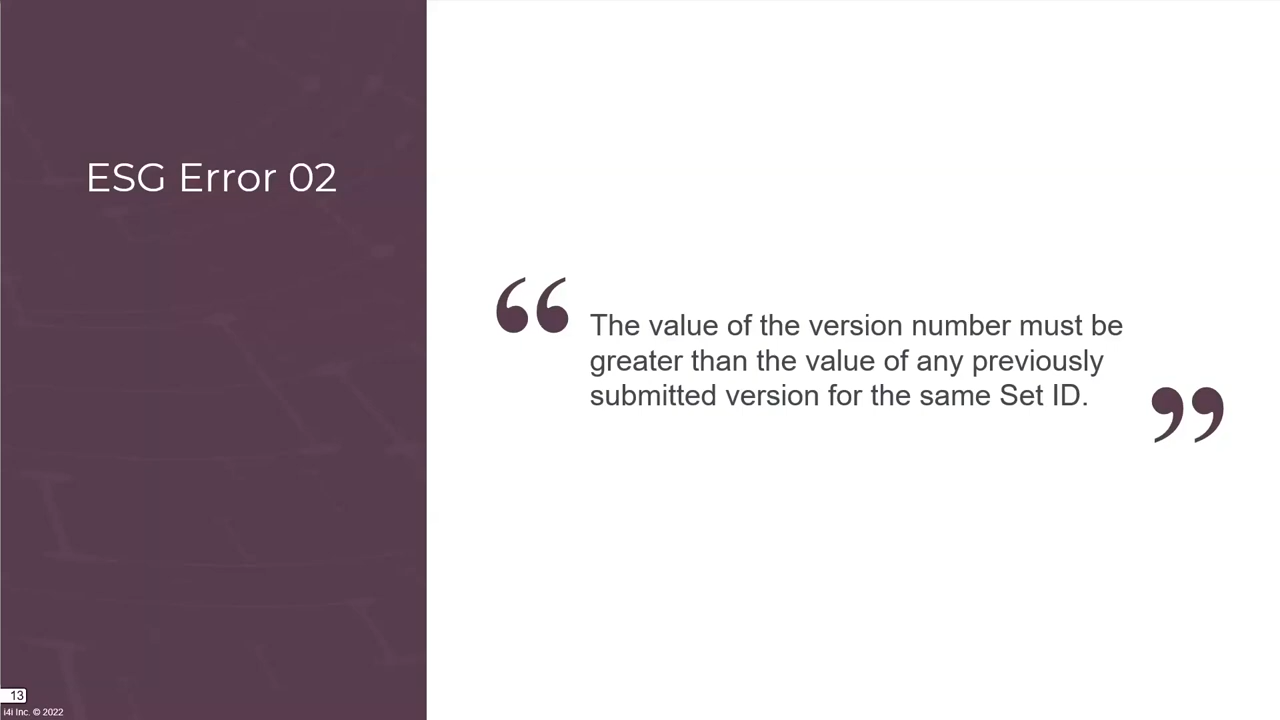 ESG Error 02
“ The value of the version number must be
greater than the value of any previously
submitted version for the same Set ID. ”
13
i4i Inc. © 2022